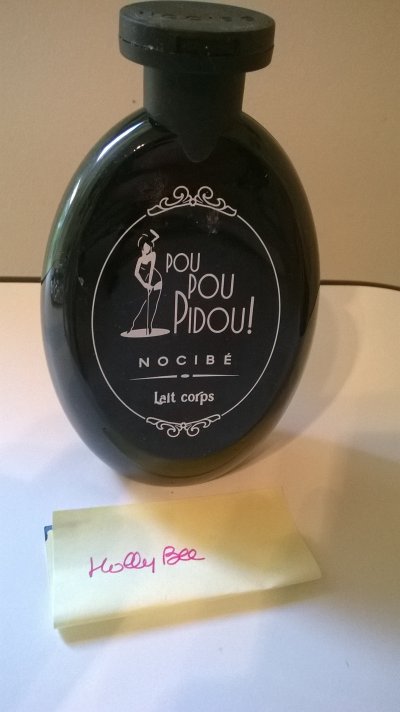 POU
POU
PIDOU!
NOCIBÉ
Lait corps
Holly Bee